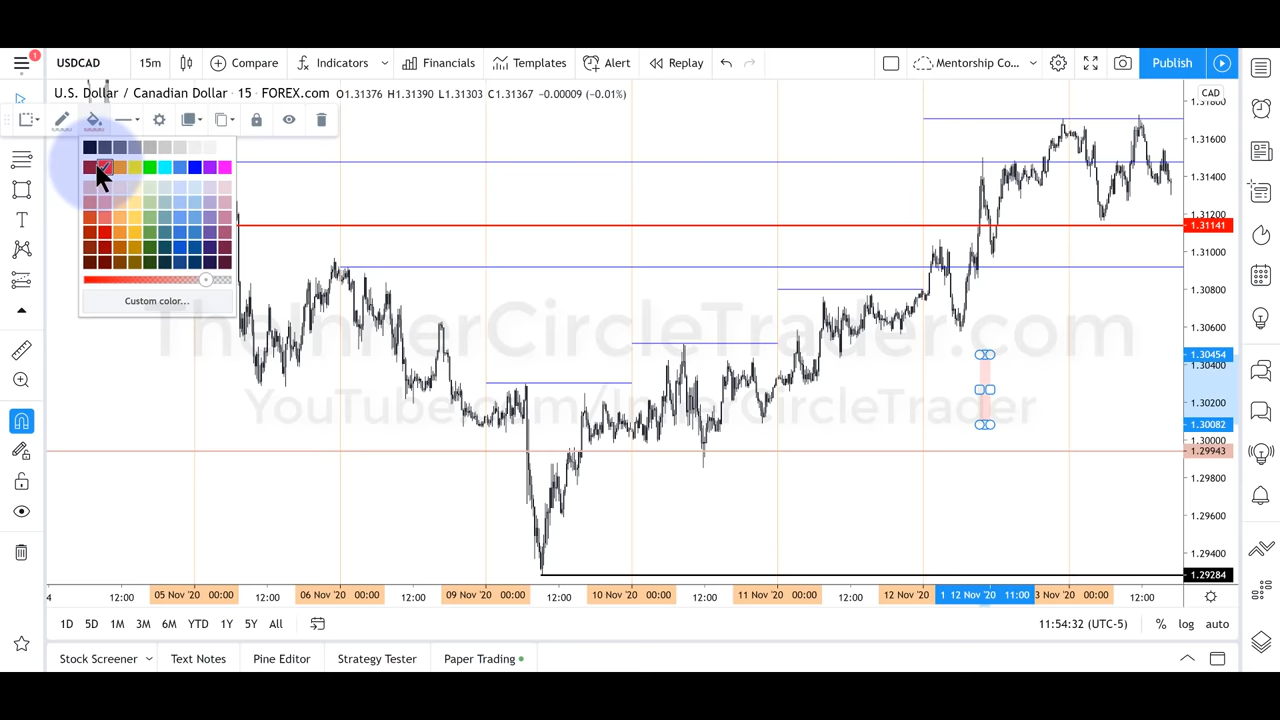 1
USDCAD
15m
Compare
Indicators
Financials
Templates
Alert
Replay
Mentorship Co...
Publish
U.S. Dollar / Canadian Dollar · 15 · FOREX.com O1.31376 H1.31390 L1.31303 C1.31367 −0.00009 (−0.01%)
CAD
1.31800
1.31600
1.31400
1.31200
1.31141
1.31000
1.30800
Custom color...
TheInnerCircleTrader.com
1.30600
1.30454
1.30400
YouTube.com/InnerCircleTrader
1.30200
1.30082
1.30000
1.29943
1.29800
1.29600
1.29400
1.29284
4 12:00 05 Nov '20 00:00 12:00 06 Nov '20 00:00 12:00 09 Nov '20 00:00 12:00 10 Nov '20 00:00 12:00 11 Nov '20 00:00 12:00 12 Nov '20 1 12 Nov '20 11:00 3 Nov '20 00:00 12:00
1D 5D 1M 3M 6M YTD 1Y 5Y All
11:54:32 (UTC-5) % log auto
Stock Screener Text Notes Pine Editor Strategy Tester Paper Trading